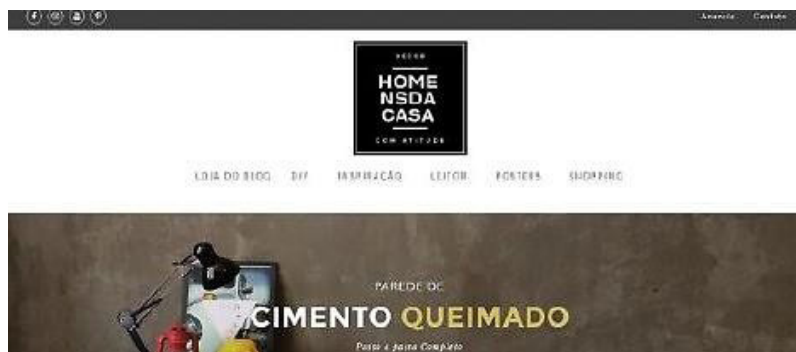 Anuncie Contato
DECOR
HOME
NSDA
CASA
COM ATITUDE
LOJA DO BLOG DIY INSPIRAÇÃO LEITOR POSTERS SHOPPING
PAREDE DE
CIMENTO QUEIMADO
Passo a passo Completo